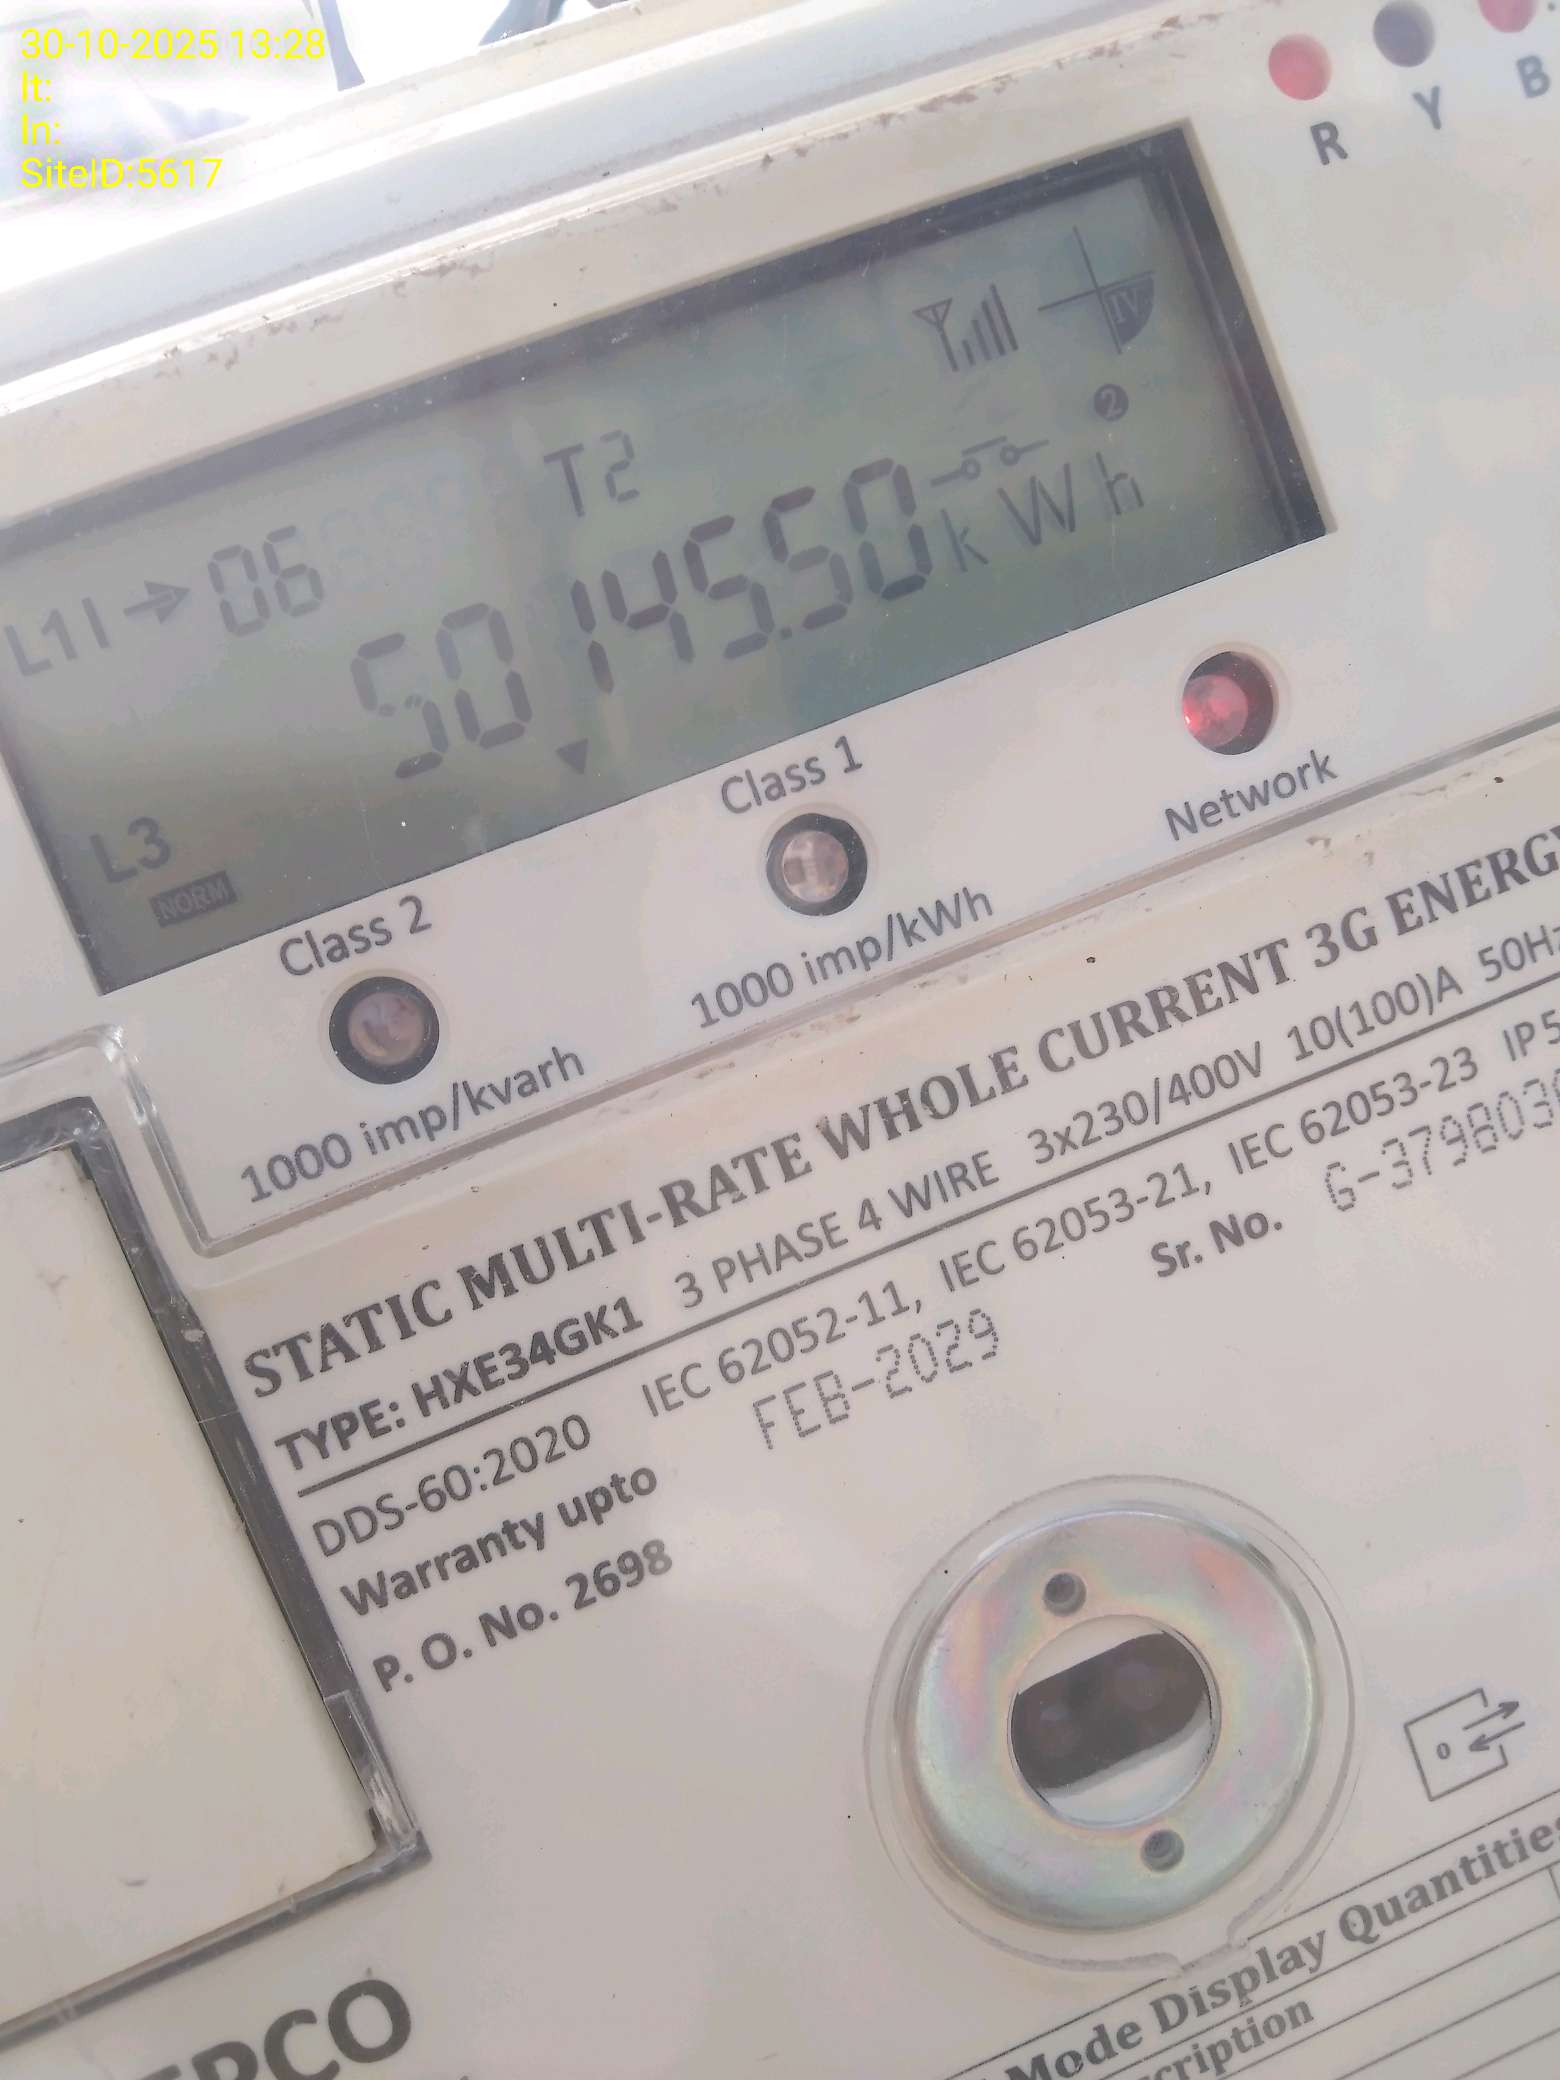 30-10-2025 13:28
lt:
ln:
SiteID:5617
R Y B
IV
T2
2
L1 I → 06
50145.50 kWh
L3
NORM
Class 2
Class 1
Network
1000 imp/kvarh
1000 imp/kWh
STATIC MULTI-RATE WHOLE CURRENT 3G ENERGY
TYPE: HXE34GK1 3 PHASE 4 WIRE 3x230/400V 10(100)A 50Hz
DDS-60:2020 IEC 62052-11, IEC 62053-21, IEC 62053-23 IP5
Warranty upto FEB-2029 Sr. No. G-379803
P. O. No. 2698
Mode Display Quantities